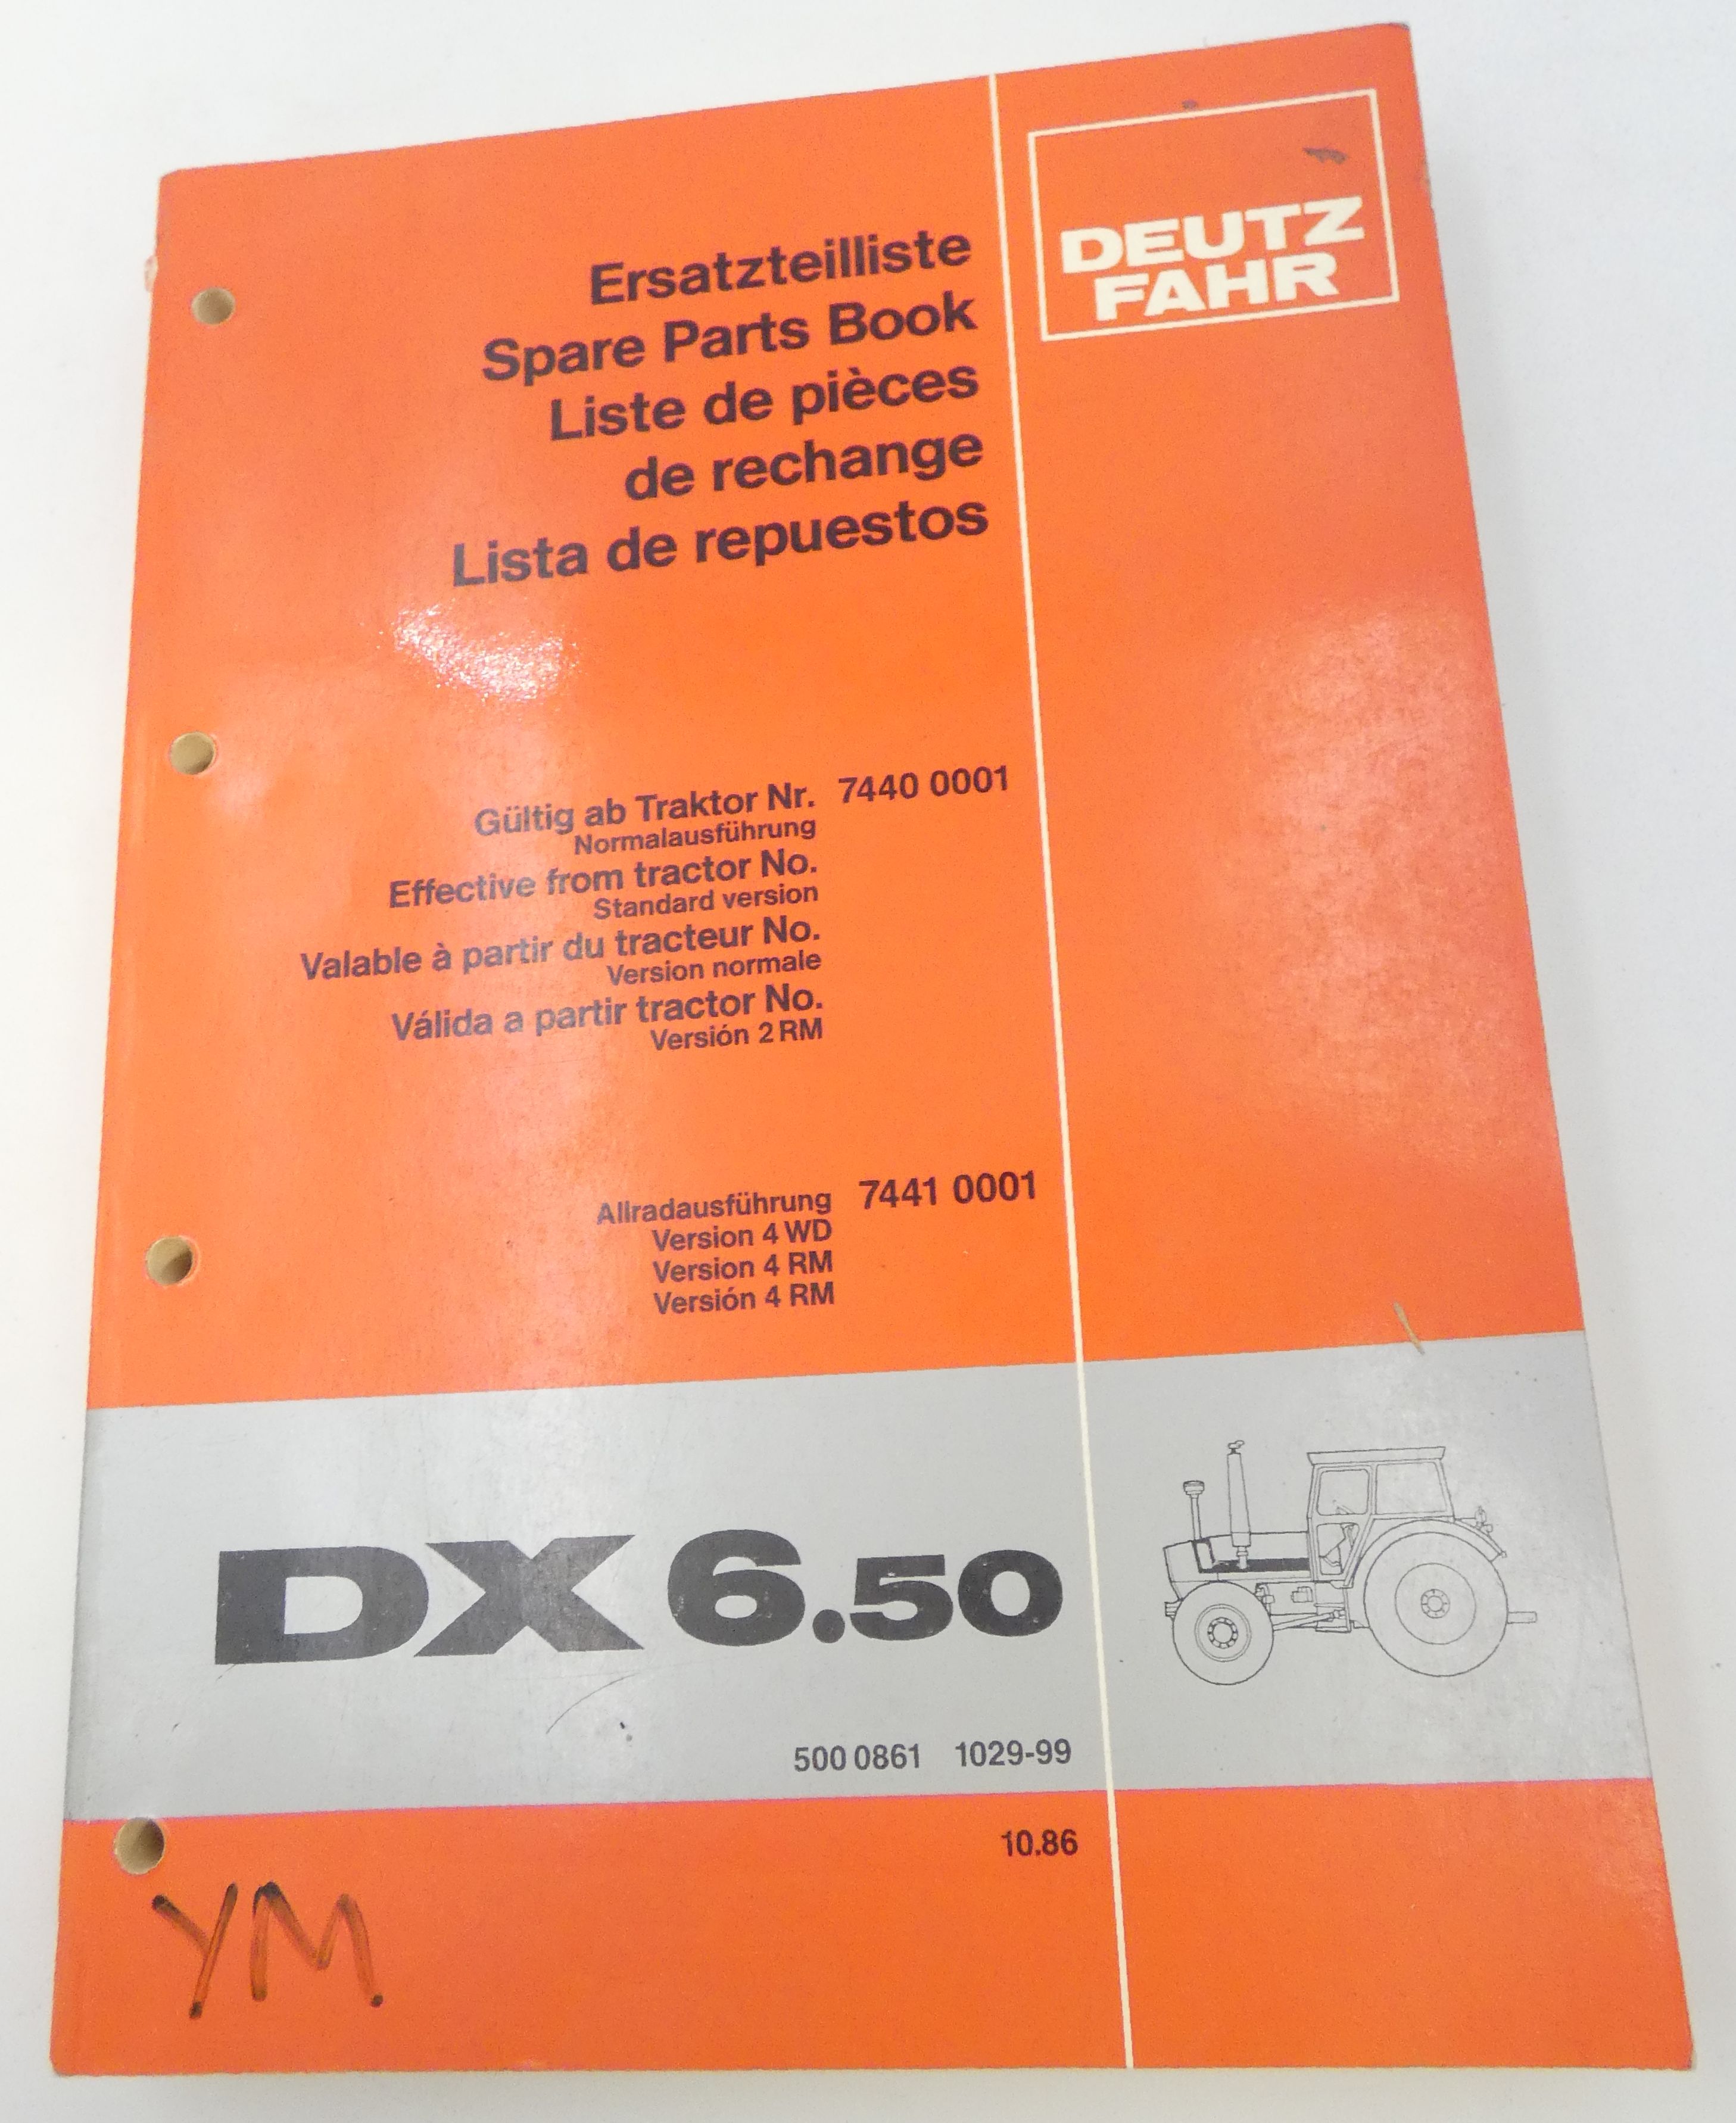 DEUTZ
FAHR
Ersatzteilliste
Spare Parts Book
Liste de pièces
de rechange
Lista de repuestos
Gültig ab Traktor Nr. 7440 0001
Normalausführung
Effective from tractor No.
Standard version
Valable à partir du tracteur No.
Version normale
Válida a partir tractor No.
Versión 2 RM
Allradausführung 7441 0001
Version 4 WD
Version 4 RM
Versión 4 RM
DX 6.50
500 0861 1029-99
10.86
YM